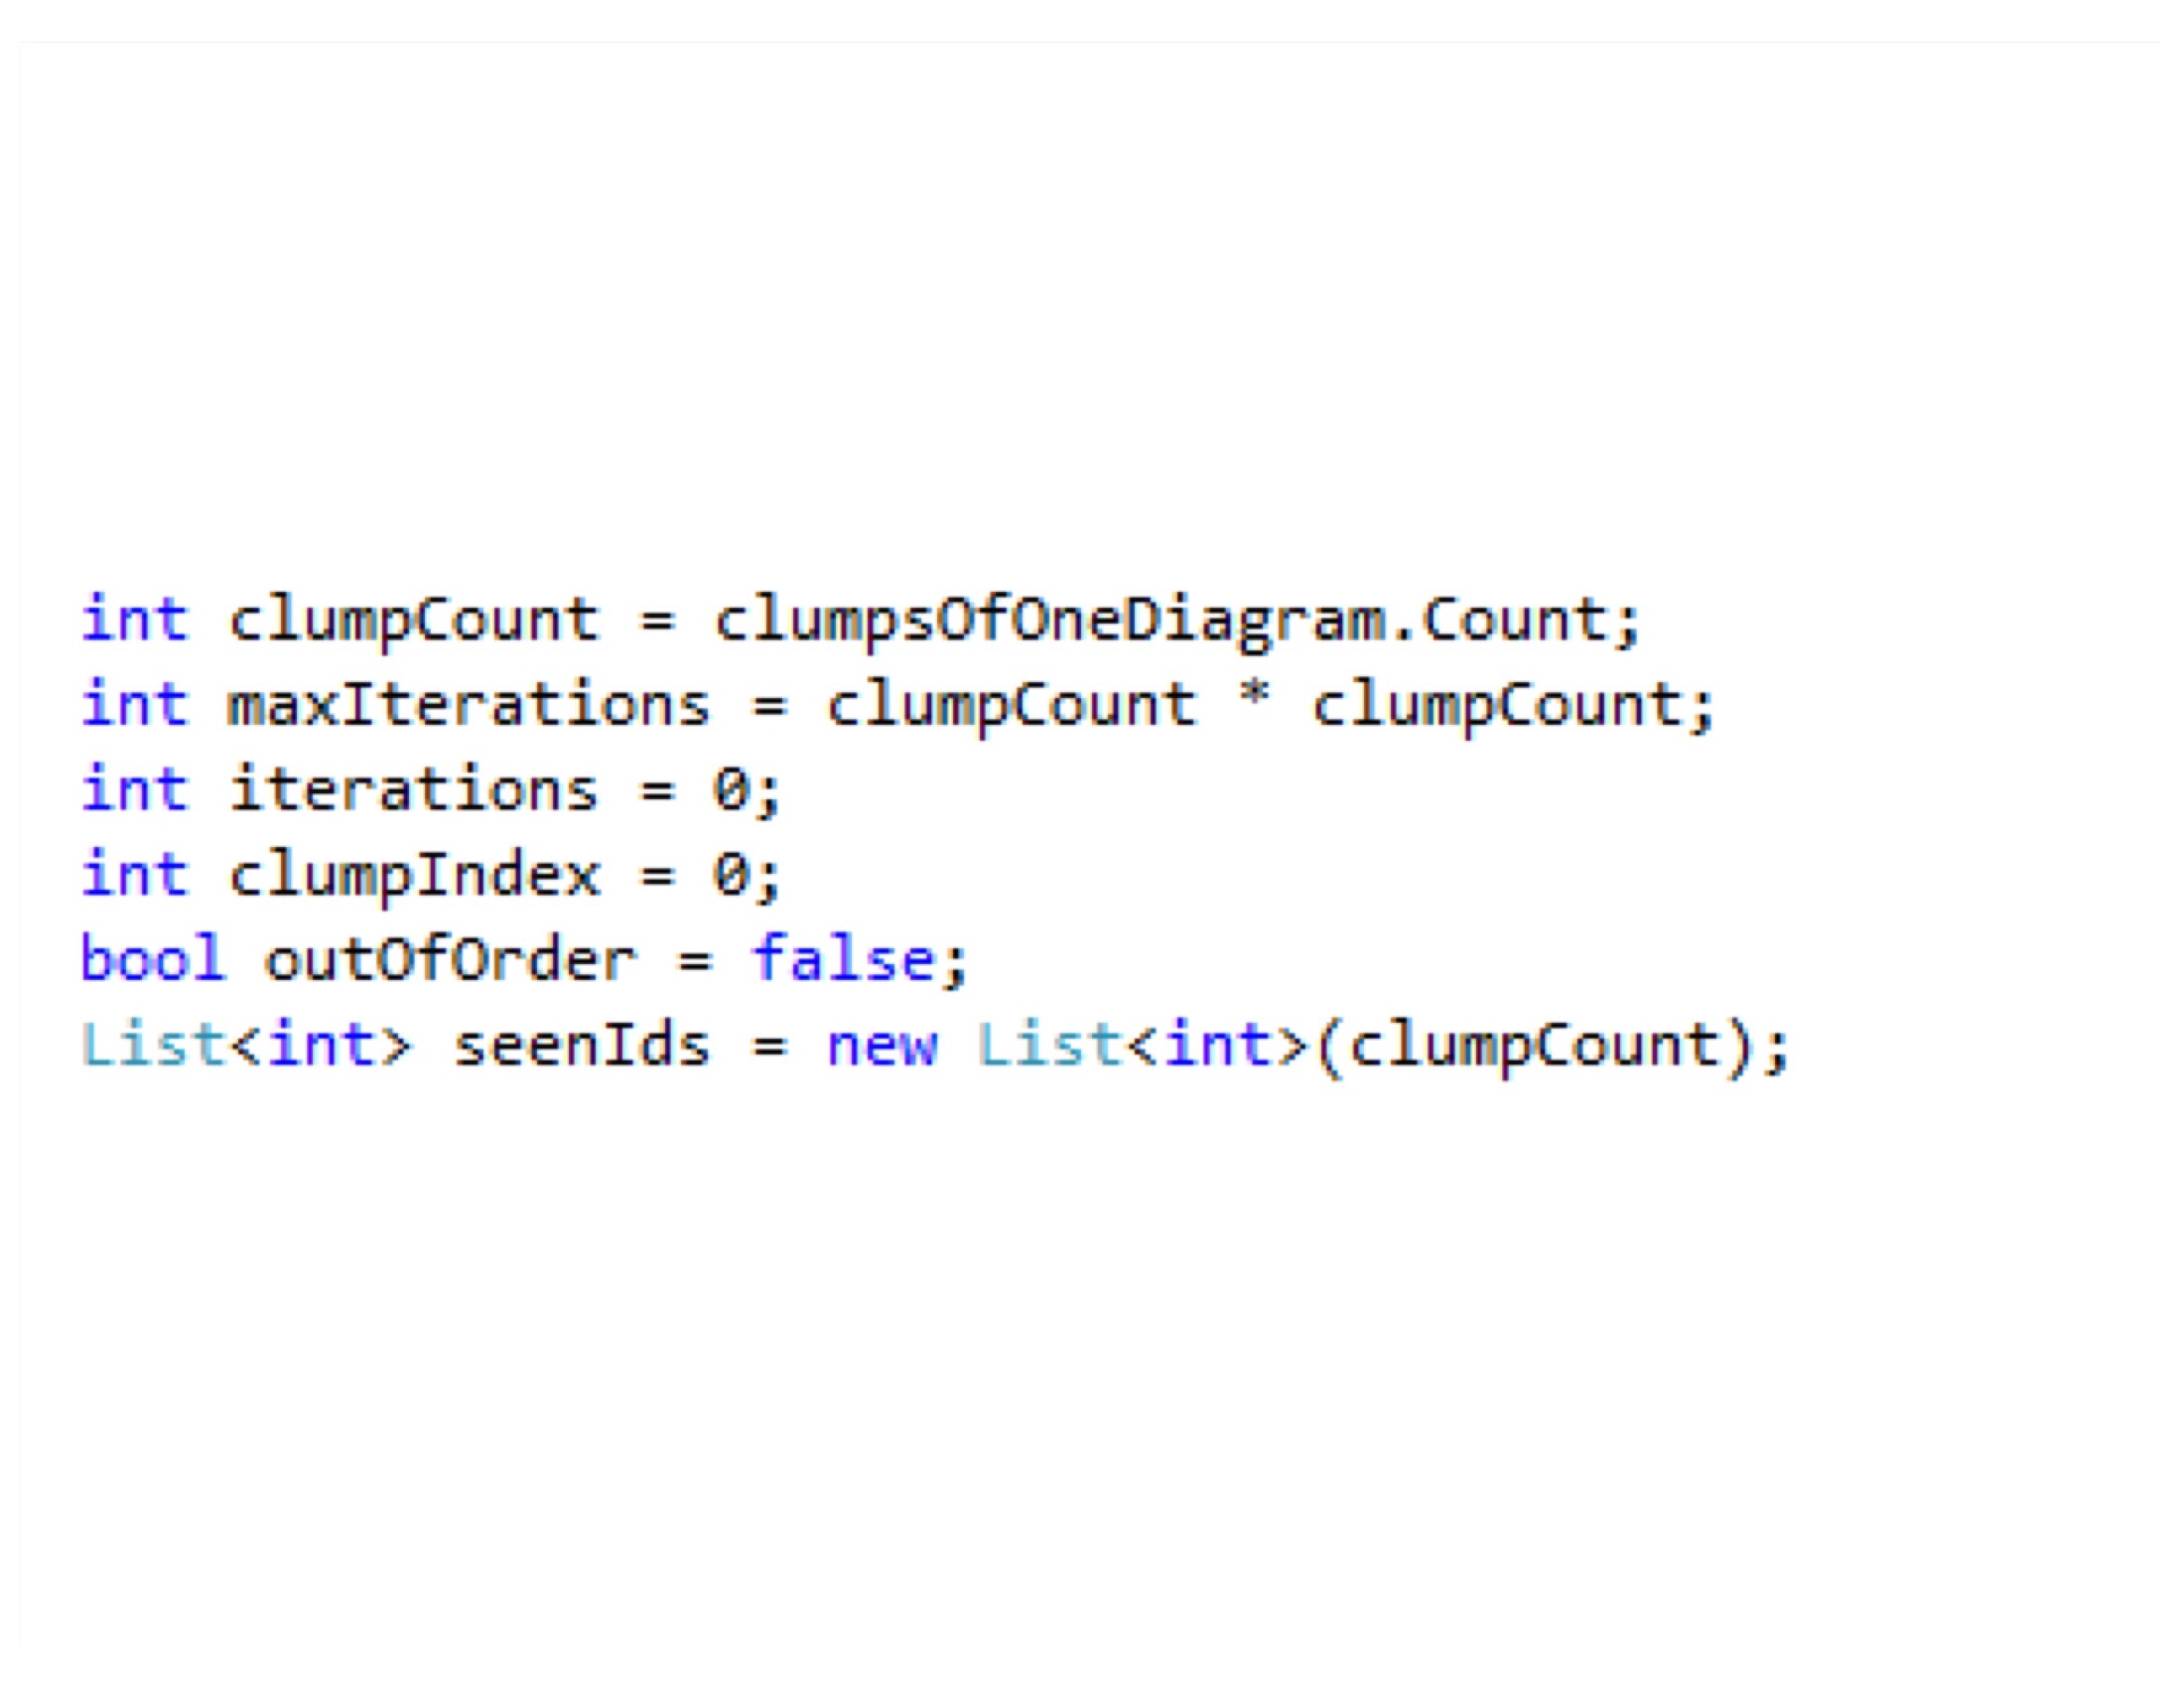 int clumpCount = clumpsOfOneDiagram.Count;
int maxIterations = clumpCount * clumpCount;
int iterations = 0;
int clumpIndex = 0;
bool outOfOrder = false;
List<int> seenIds = new List<int>(clumpCount);